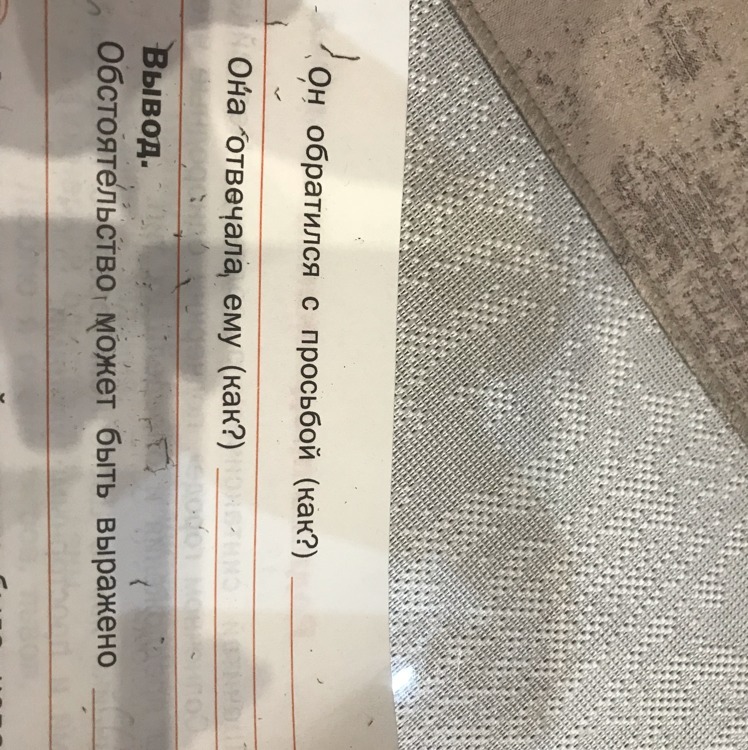 Он обратился с просьбой (как?)
Она отвечала ему (как?)
Вывод.
Обстоятельство может быть выражено